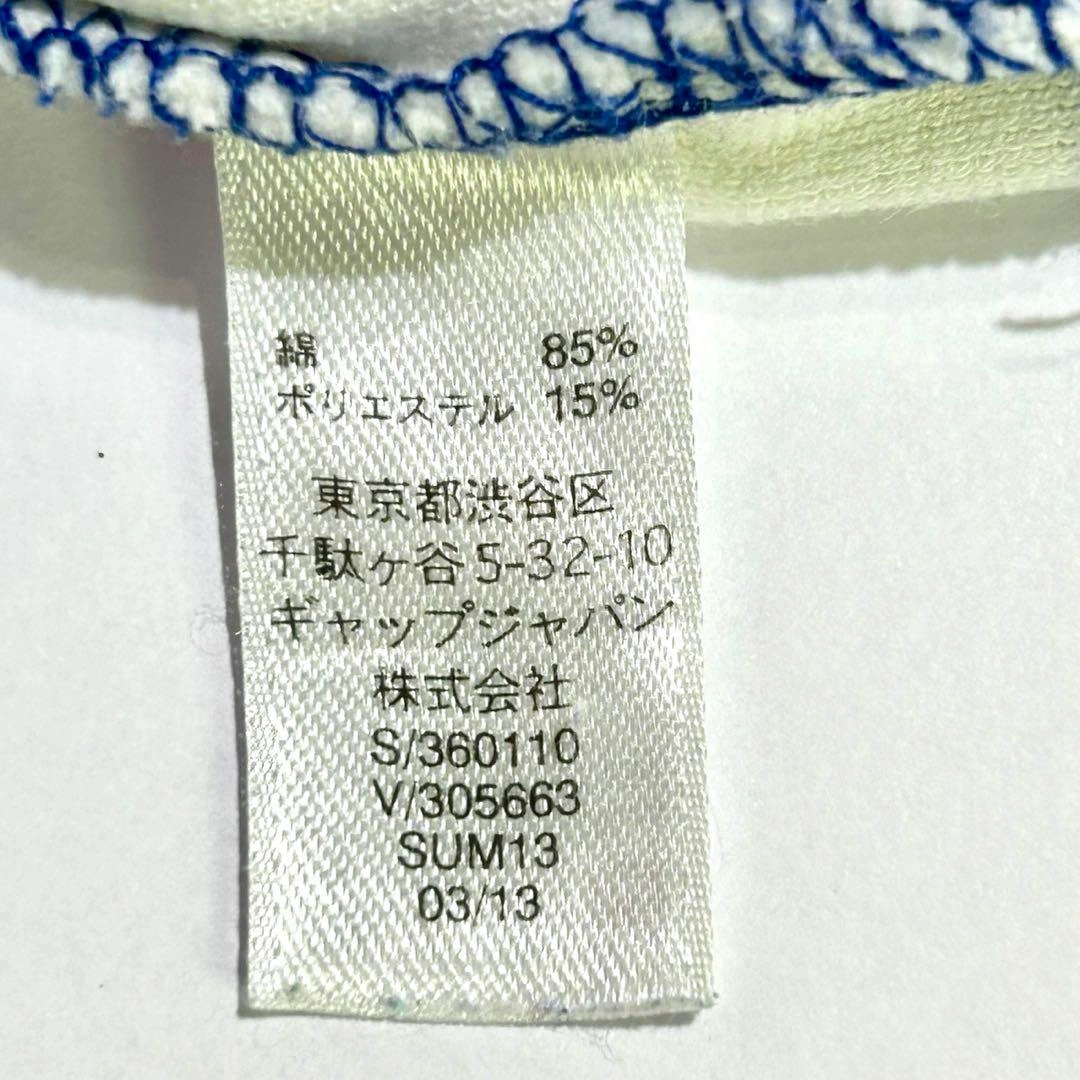 綿 85%
ポリエステル 15%
東京都渋谷区
千駄ヶ谷5-32-10
ギャップジャパン
株式会社
S/360110
V/305663
SUM13
03/13